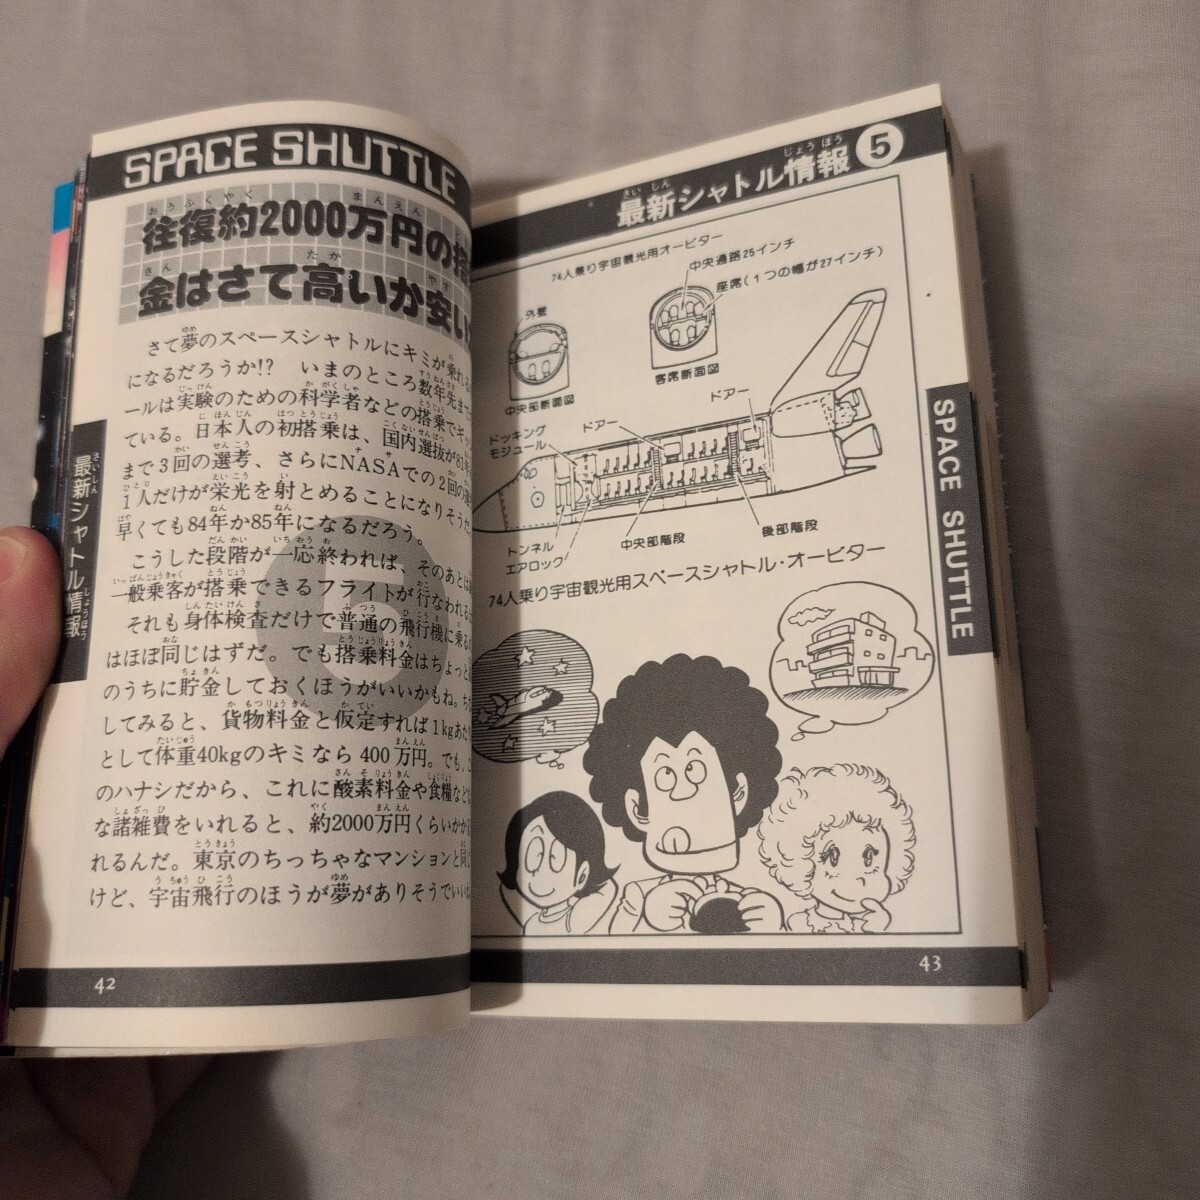 SPACE SHUTTLE
往復約2000万円の搭
金はさて高いか安い
さて夢のスペースシャトルにキミが乗れる
になるだろうか!? いまのところ数年先ま
ールは実験のための科学者などの搭乗でギッ
ている。日本人の初搭乗は、国内選抜が81年
まで3回の選考、さらにNASAでの2回の
1人だけが栄光を射とめることになりそうだ
早くても84年か85年になるだろう。
こうした段階が一応終われば、そのあとは
一般乗客が搭乗できるフライトが行なわれる
それも身体検査だけで普通の飛行機に乗る
はほぼ同じはずだ。でも搭乗料金はちょっと
のうちに貯金しておくほうがいいかもね。
してみると、貨物料金と仮定すれば1kgあた
として体重40kgのキミなら400万円。でも、
のハナシだから、これに酸素料金や食糧など
な諸雑費をいれると、約2000万円くらいかか
れるんだ。東京のちっちゃなマンションと同
けど、宇宙飛行のほうが夢がありそうでいい
最新シャトル情報
42
最新シャトル情報 5
74人乗り宇宙観光用オービター
中央通路25インチ
座席(1つの幅が27インチ)
外壁
中央部断面図
客席断面図
ドアー
ドアー
ドッキング
モジュール
トンネル
エアロック
中央部階段
後部階段
74人乗り宇宙観光用スペースシャトル・オービター
SPACE SHUTTLE
43